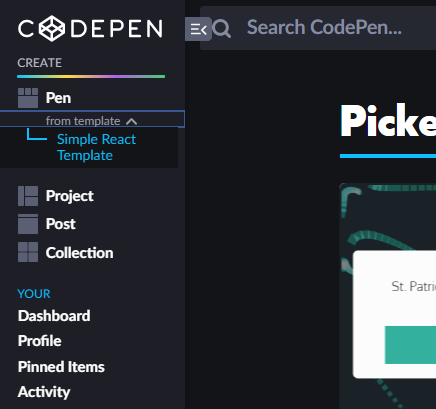 CODEPEN
Search CodePen...
CREATE
Pen
from template
Simple React
Template
Project
Post
Collection
YOUR
Dashboard
Profile
Pinned Items
Activity
Picke
St. Patri